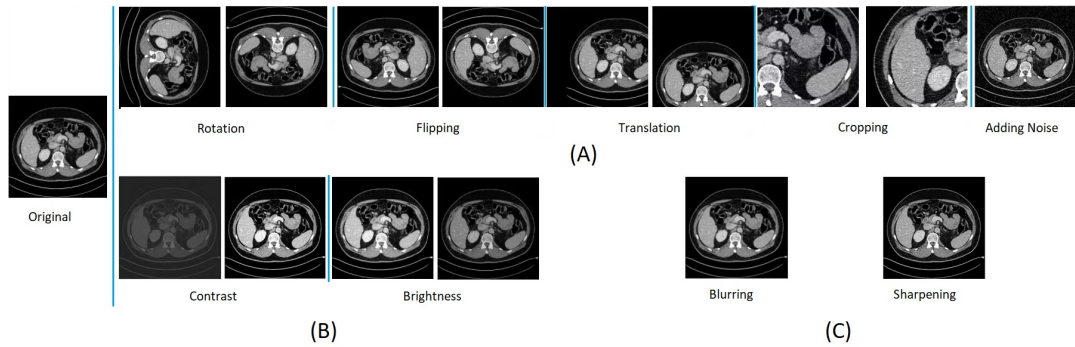 Rotation
Flipping
Translation
Cropping
Adding Noise
(A)
Original
Contrast
Brightness
Blurring
Sharpening
(B)
(C)